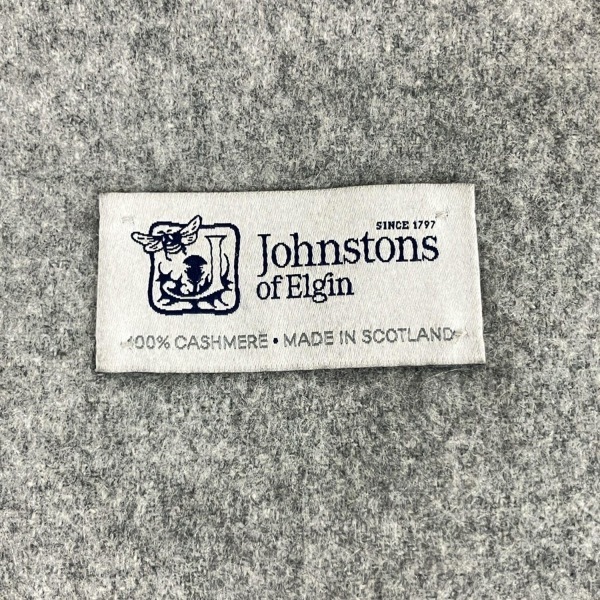 SINCE 1797
Johnstons
of Elgin
100% CASHMERE • MADE IN SCOTLAND